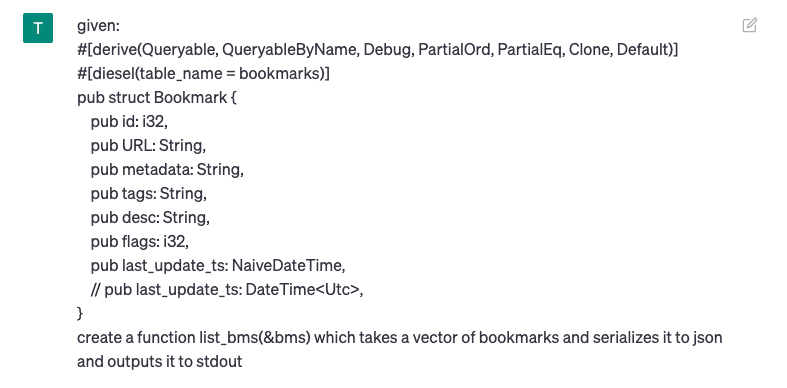 T
given:
#[derive(Queryable, QueryableByName, Debug, PartialOrd, PartialEq, Clone, Default)]
#[diesel(table_name = bookmarks)]
pub struct Bookmark {
pub id: i32,
pub URL: String,
pub metadata: String,
pub tags: String,
pub desc: String,
pub flags: i32,
pub last_update_ts: NaiveDateTime,
// pub last_update_ts: DateTime<Utc>,
}
create a function list_bms(&bms) which takes a vector of bookmarks and serializes it to json
and outputs it to stdout